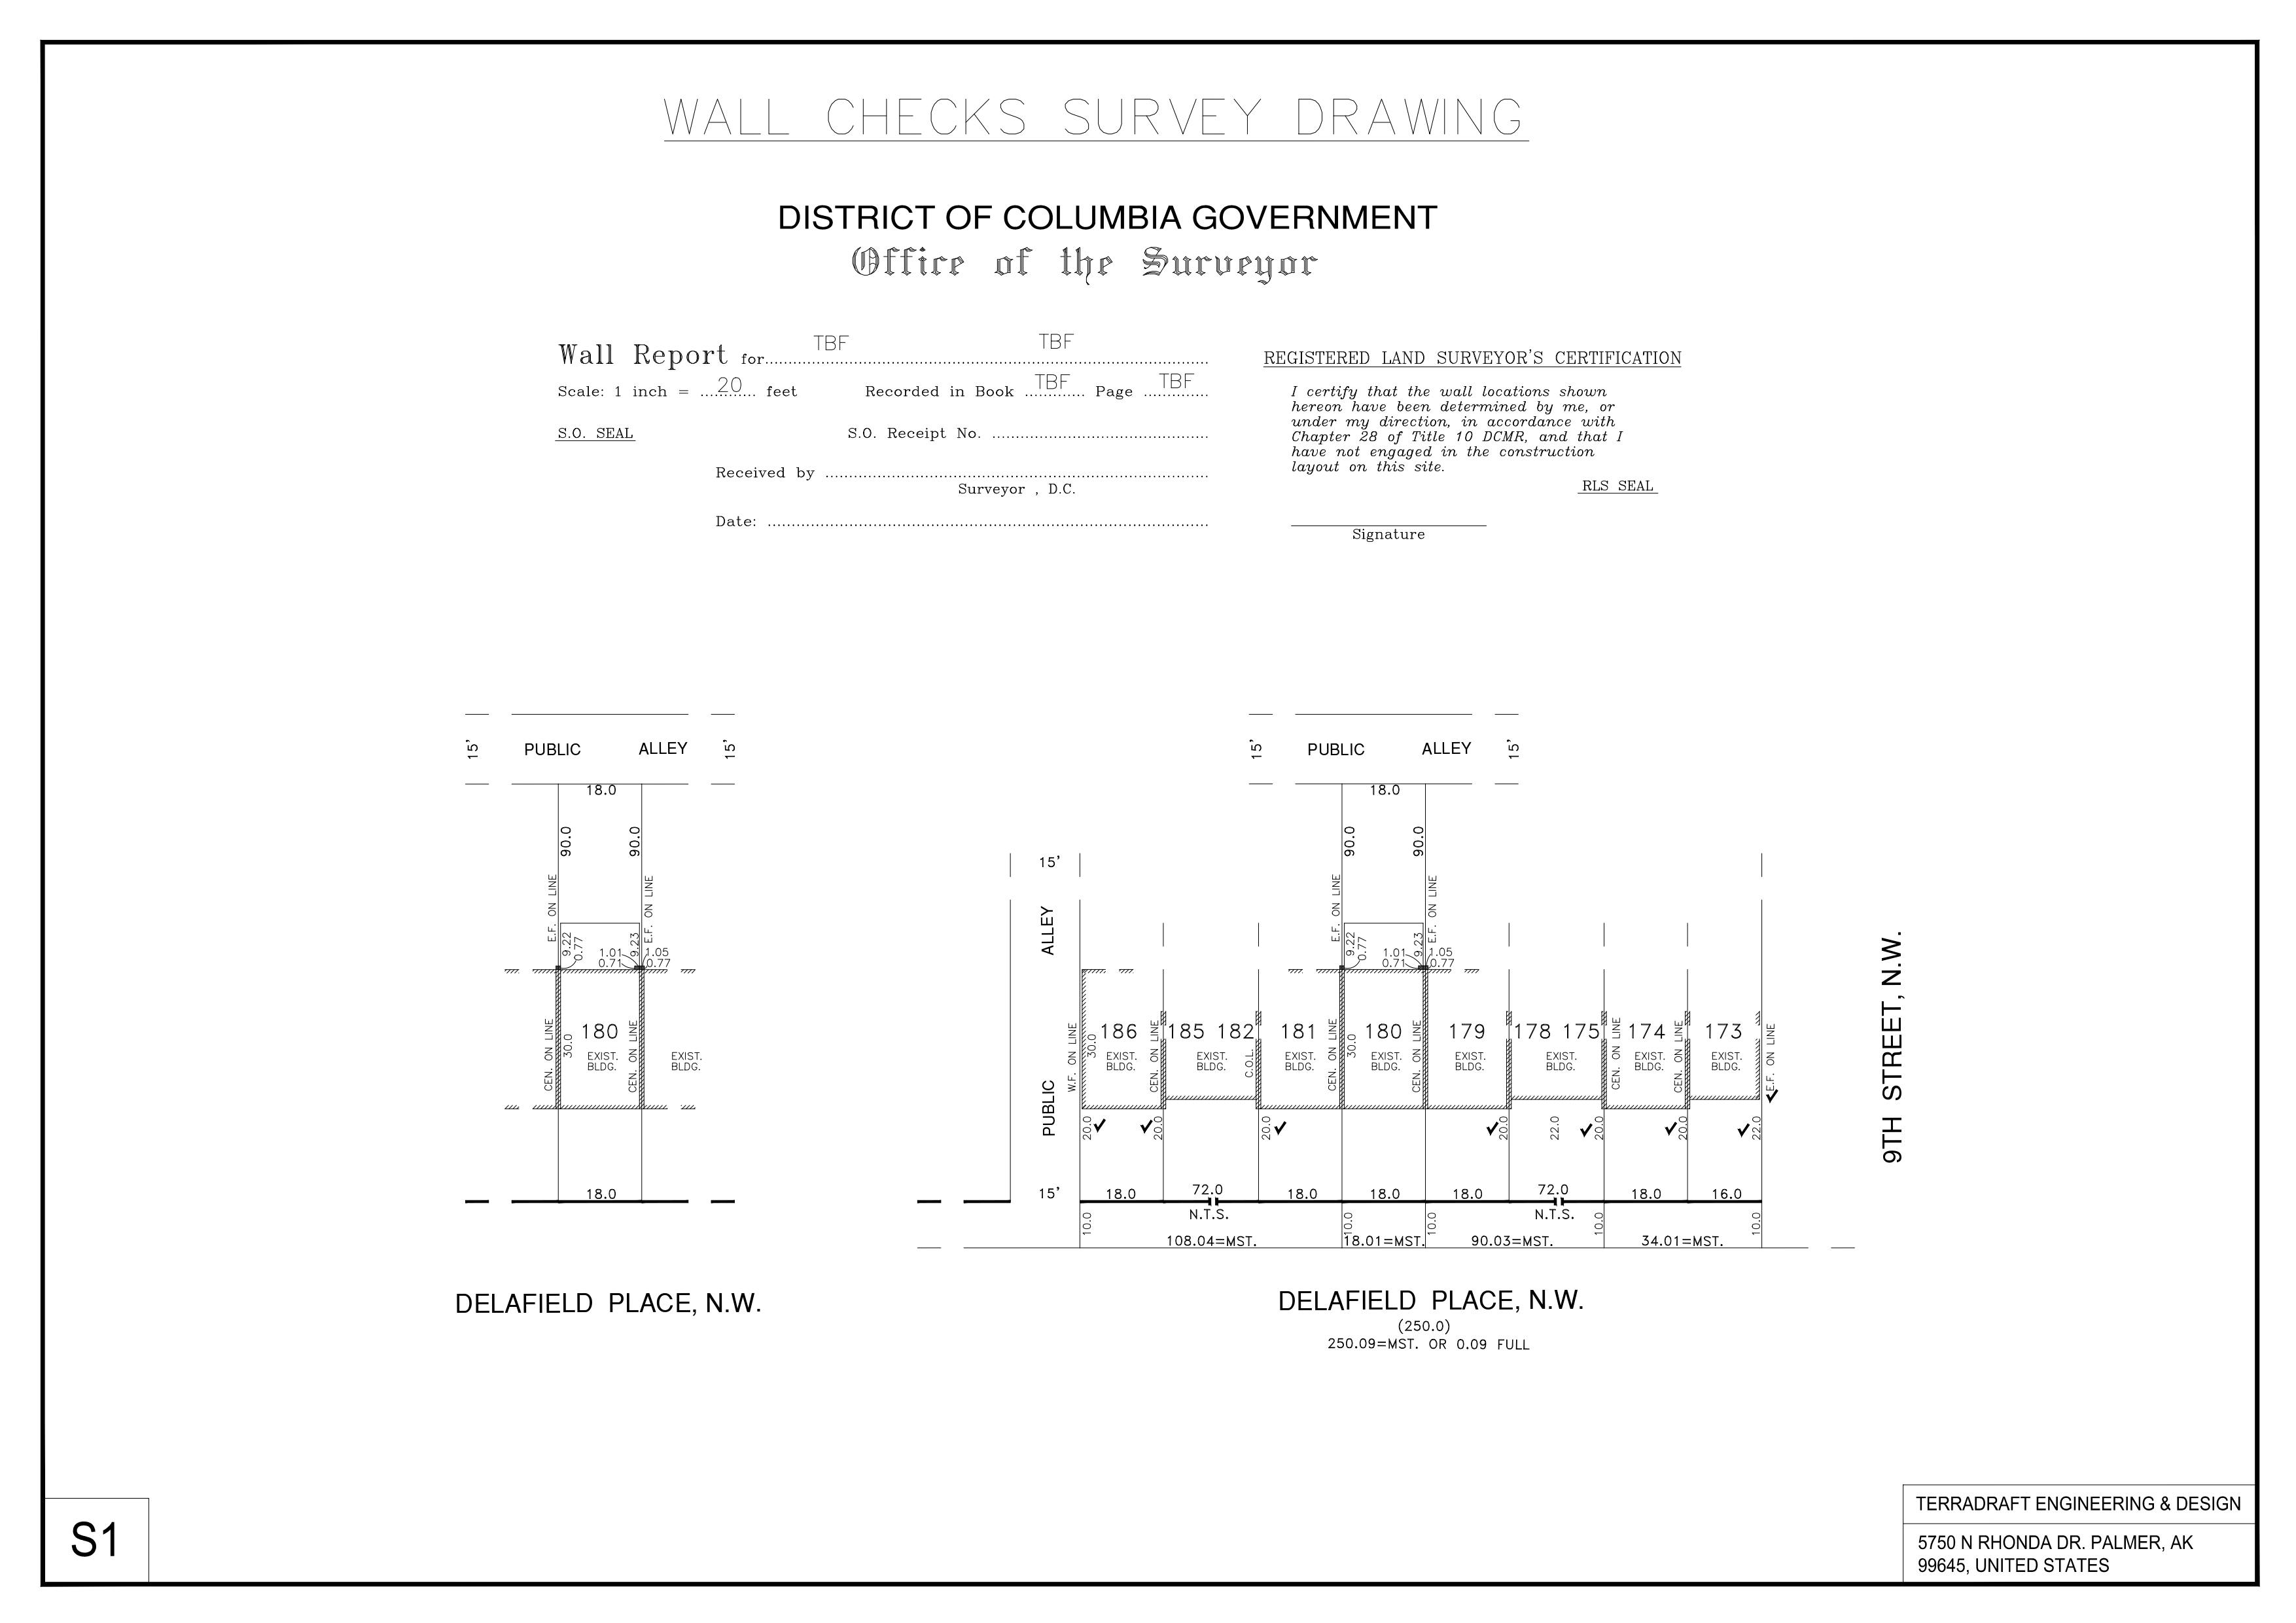 WALL CHECKS SURVEY DRAWING
DISTRICT OF COLUMBIA GOVERNMENT
Office of the Surveyor
Wall Report for TBF TBF
Scale: 1 inch = 20 feet Recorded in Book TBF Page TBF
S.O. SEAL S.O. Receipt No.
Received by
Surveyor , D.C.
Date:
REGISTERED LAND SURVEYOR'S CERTIFICATION
I certify that the wall locations shown
hereon have been determined by me, or
under my direction, in accordance with
Chapter 28 of Title 10 DCMR, and that I
have not engaged in the construction
layout on this site.
RLS SEAL
Signature
15' PUBLIC ALLEY 15'
18.0
90.0 90.0
E.F. ON LINE E.F. ON LINE
9.22 0.77 1.01 0.71 9.23 1.05 0.77
CEN. ON LINE 30.0 180 CEN. ON LINE
EXIST. EXIST.
BLDG. BLDG.
18.0
DELAFIELD PLACE, N.W.
15' PUBLIC ALLEY 15'
18.0
90.0 90.0
15'
E.F. ON LINE E.F. ON LINE
9.22 0.77 1.01 0.71 9.23 1.05 0.77
PUBLIC ALLEY
W.F. ON LINE 30.0 186 CEN. ON LINE 185 182 C.O.L. 181 CEN. ON LINE 30.0 180 CEN. ON LINE 179 178 175 CEN. ON LINE 174 CEN. ON LINE 173 E.F. ON LINE
EXIST. EXIST. EXIST. EXIST. EXIST. EXIST. EXIST. EXIST.
BLDG. BLDG. BLDG. BLDG. BLDG. BLDG. BLDG. BLDG.
20.0 20.0 20.0 20.0 22.0 20.0 20.0 22.0
15' 18.0 72.0 18.0 18.0 18.0 72.0 18.0 16.0
N.T.S. N.T.S.
10.0 10.0 10.0 10.0 10.0
108.04=MST. 18.01=MST. 90.03=MST. 34.01=MST.
DELAFIELD PLACE, N.W.
(250.0)
250.09=MST. OR 0.09 FULL
9TH STREET, N.W.
S1
TERRADRAFT ENGINEERING & DESIGN
5750 N RHONDA DR. PALMER, AK
99645, UNITED STATES